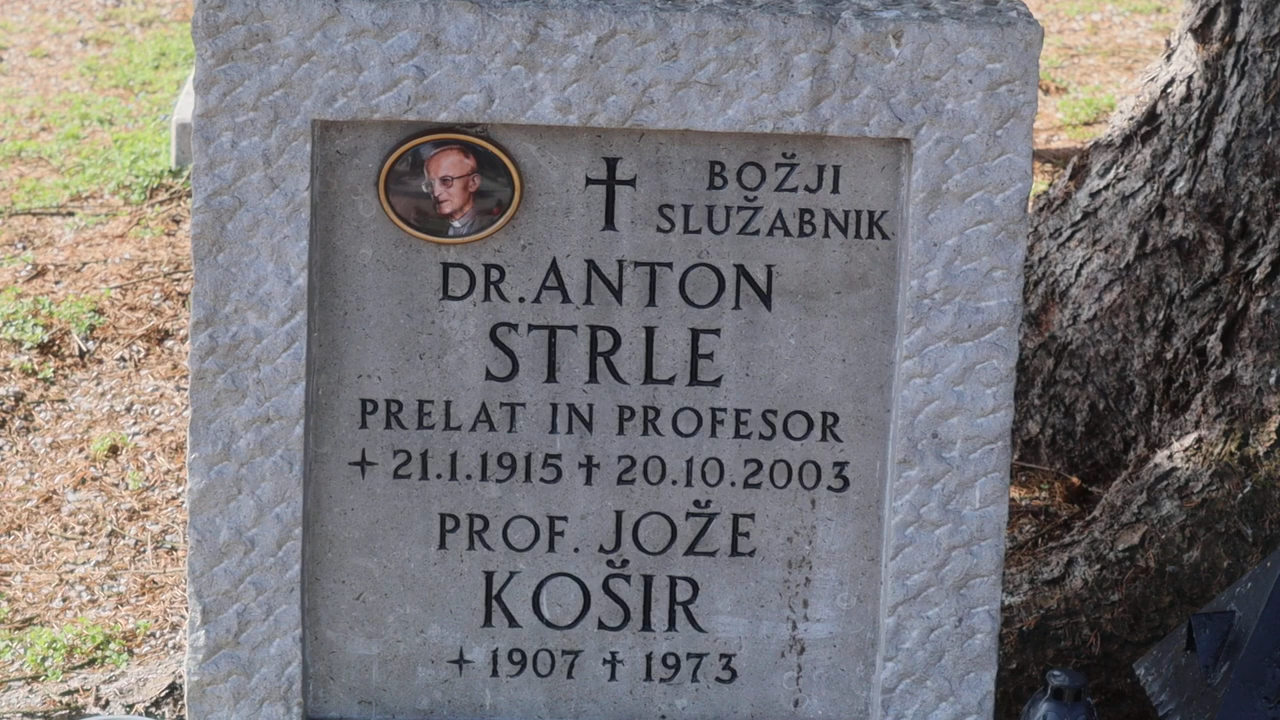 BOŽJI
SLUŽABNIK
DR. ANTON
STRLE
PRELAT IN PROFESOR
+ 21.1.1915 † 20.10.2003
PROF. JOŽE
KOŠIR
+ 1907 † 1973